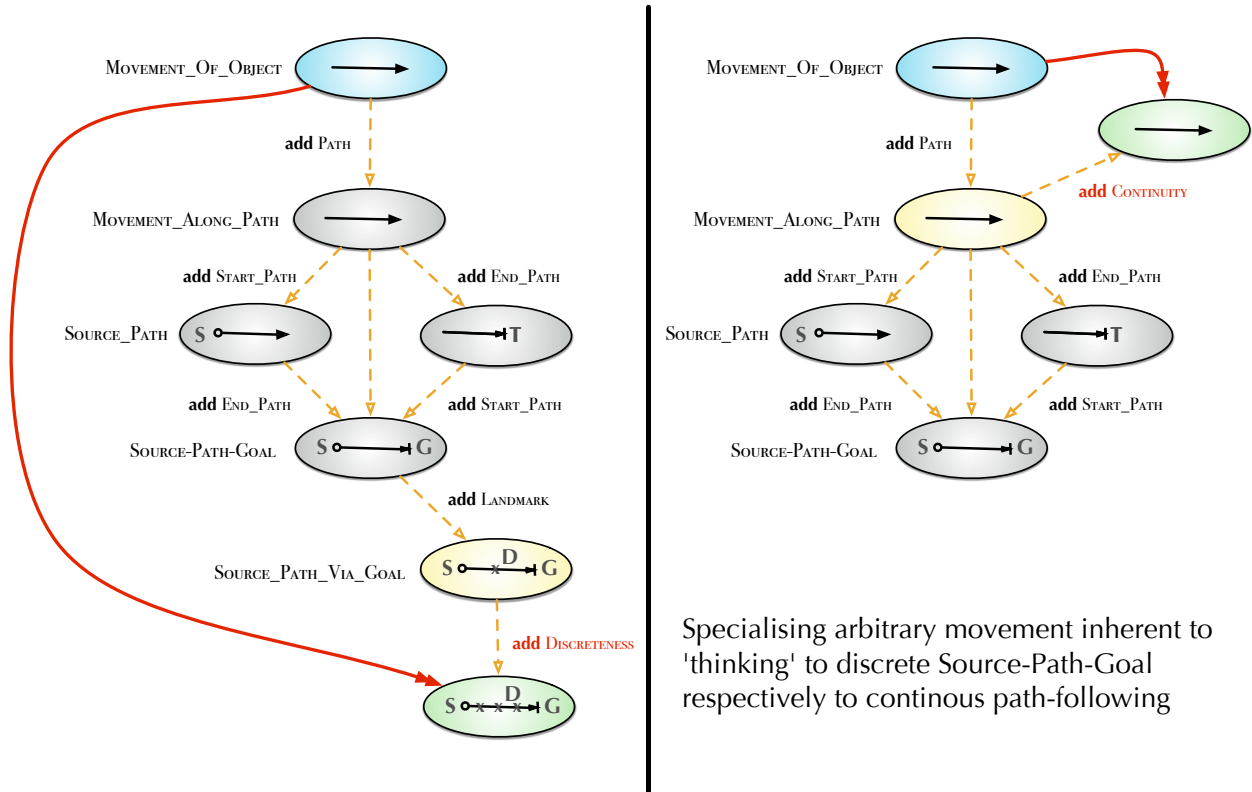 MOVEMENT_OF_OBJECT
add PATH
MOVEMENT_ALONG_PATH
add START_PATH
add END_PATH
SOURCE_PATH
S
T
add END_PATH
add START_PATH
SOURCE-PATH-GOAL
S G
add LANDMARK
SOURCE_PATH_VIA_GOAL
S x D G
add DISCRETENESS
S x x x D G
MOVEMENT_OF_OBJECT
add PATH
add CONTINUITY
MOVEMENT_ALONG_PATH
add START_PATH
add END_PATH
SOURCE_PATH
S
T
add END_PATH
add START_PATH
SOURCE-PATH-GOAL
S G
Specialising arbitrary movement inherent to
'thinking' to discrete Source-Path-Goal
respectively to continous path-following